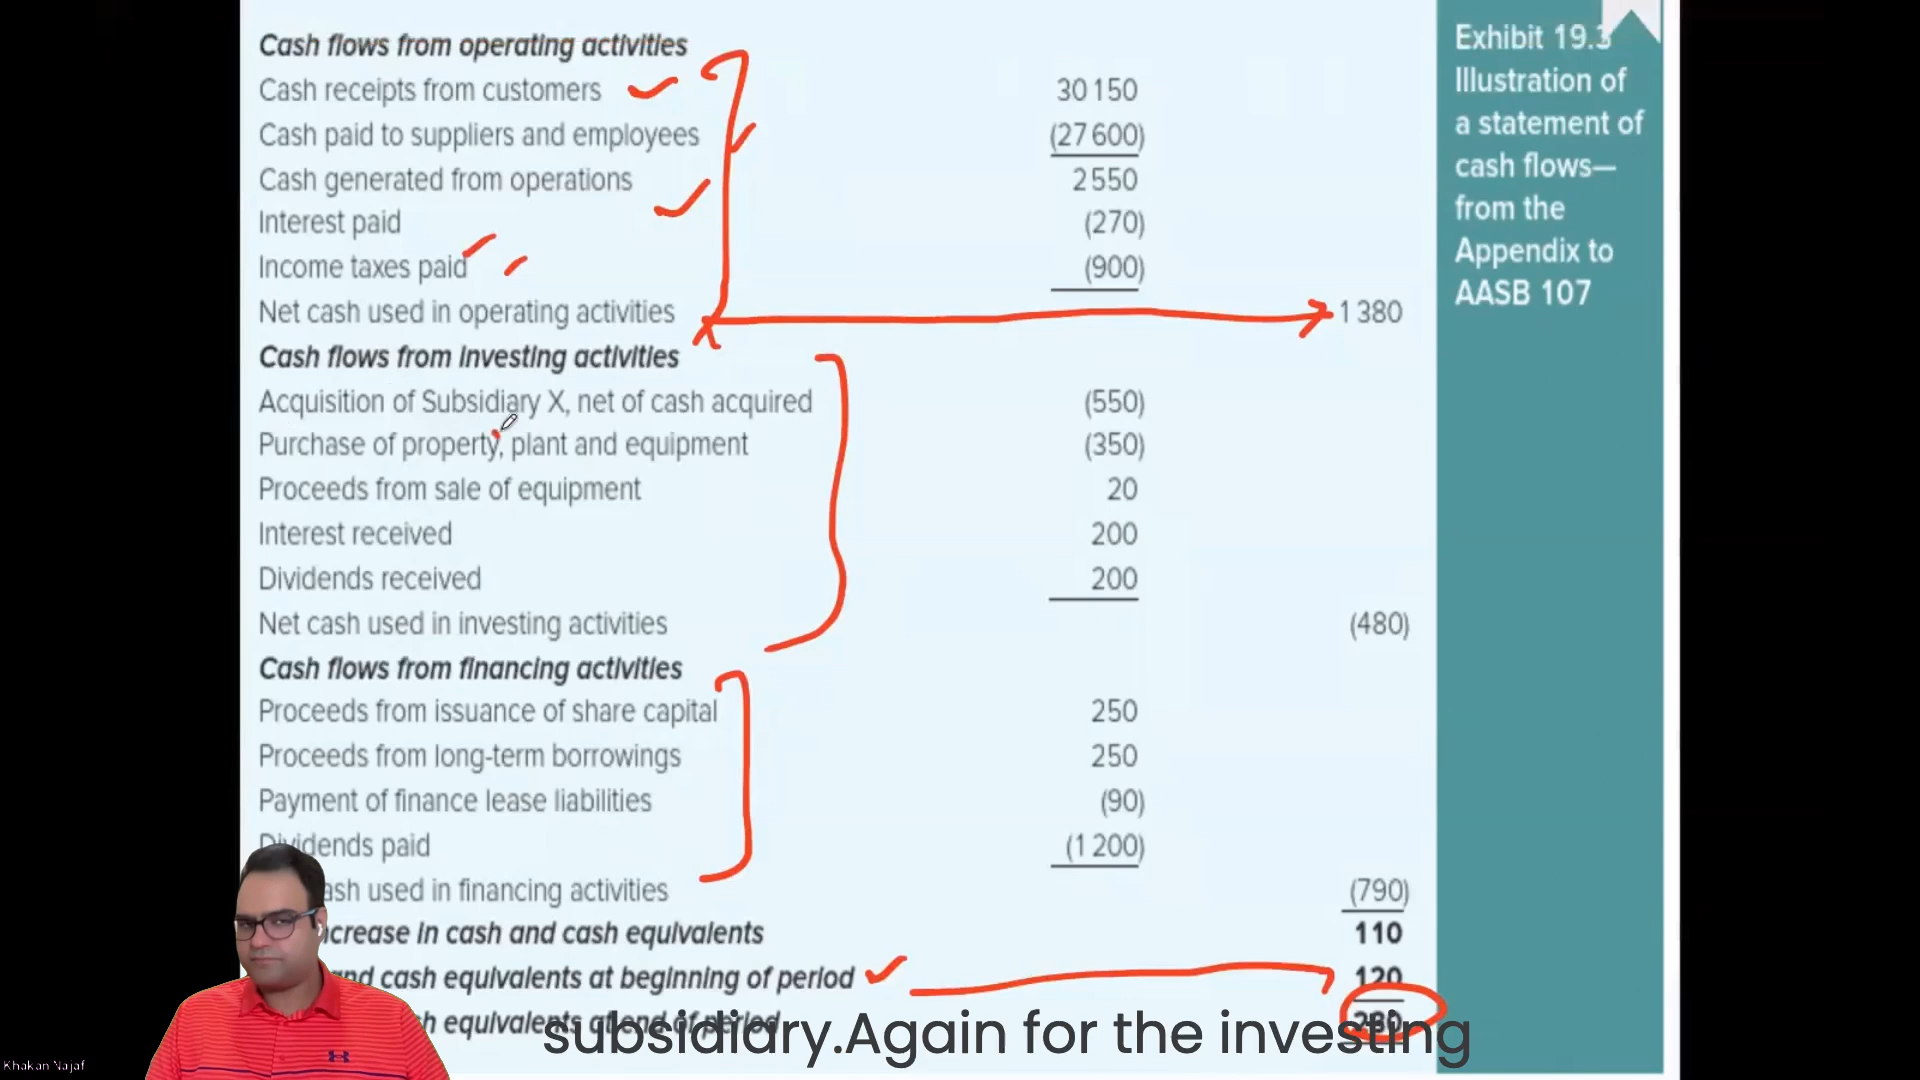 Cash flows from operating activities
Cash receipts from customers 30 150
Cash paid to suppliers and employees (27 600)
Cash generated from operations 2 550
Interest paid (270)
Income taxes paid (900)
Net cash used in operating activities 1 380
Cash flows from investing activities
Acquisition of Subsidiary X, net of cash acquired (550)
Purchase of property, plant and equipment (350)
Proceeds from sale of equipment 20
Interest received 200
Dividends received 200
Net cash used in investing activities (480)
Cash flows from financing activities
Proceeds from issuance of share capital 250
Proceeds from long-term borrowings 250
Payment of finance lease liabilities (90)
Dividends paid (1 200)
ash used in financing activities (790)
crease in cash and cash equivalents 110
nd cash equivalents at beginning of period 120
h equivalents at end of period
Exhibit 19.3
Illustration of
a statement of
cash flows—
from the
Appendix to
AASB 107
subsidiary.Again for the investing
Khakan Najaf